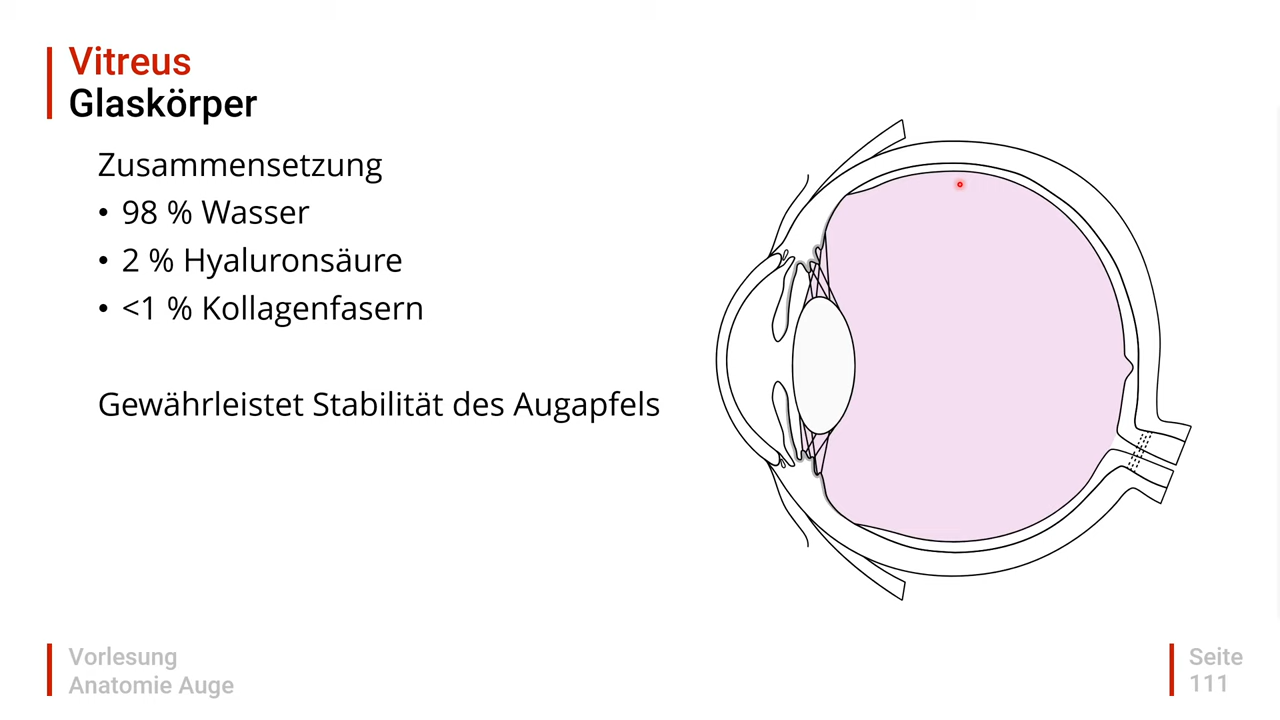 Vitreus
Glaskörper
Zusammensetzung
• 98 % Wasser
• 2 % Hyaluronsäure
• <1 % Kollagenfasern
Gewährleistet Stabilität des Augapfels
Vorlesung
Anatomie Auge
Seite
111